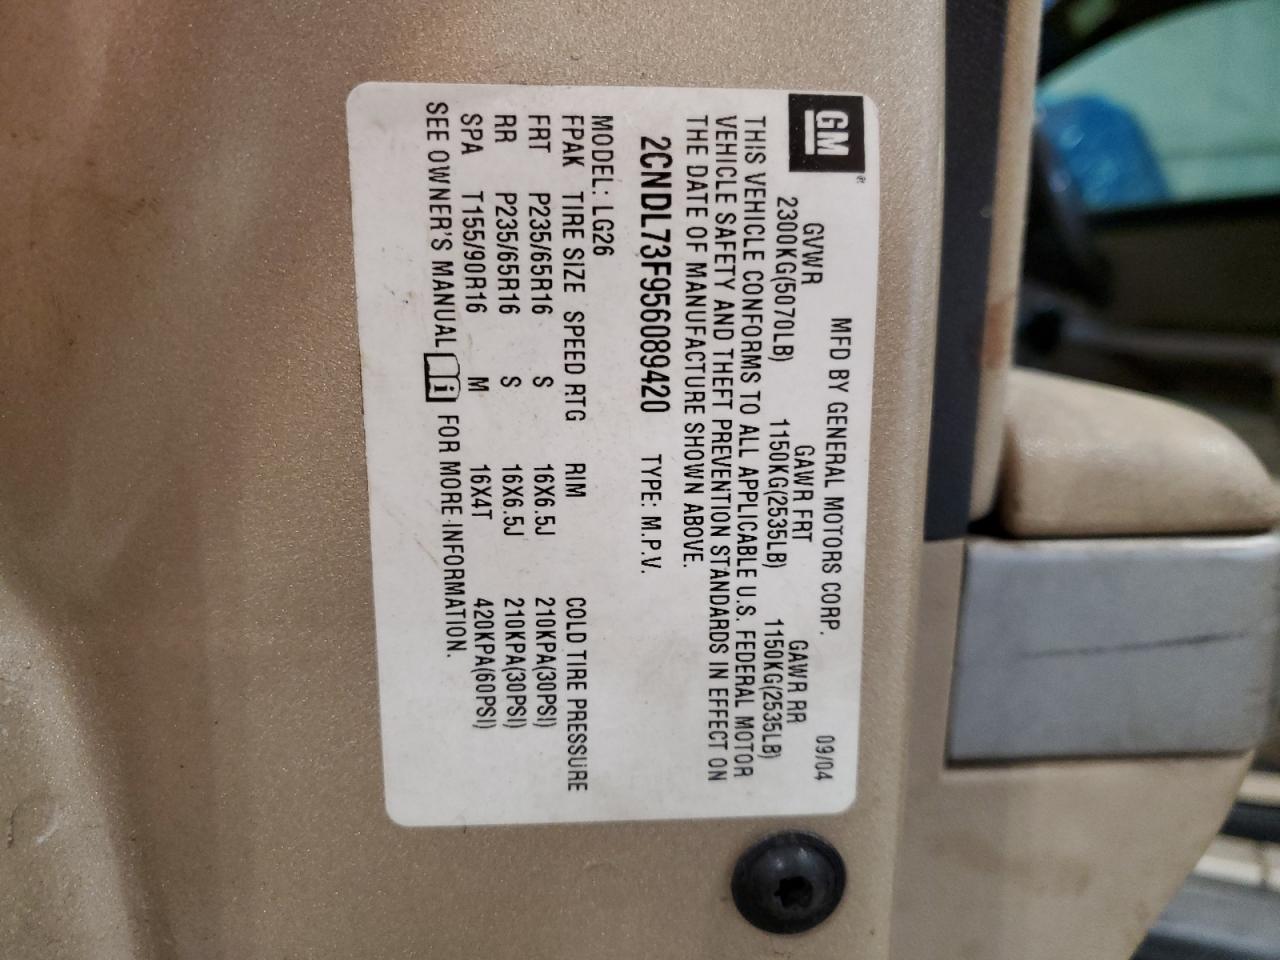 GM®
MFD BY GENERAL MOTORS CORP. 09/04
GVWR GAWR FRT GAWR RR
2300KG(5070LB) 1150KG(2535LB) 1150KG(2535LB)
THIS VEHICLE CONFORMS TO ALL APPLICABLE U.S. FEDERAL MOTOR
VEHICLE SAFETY AND THEFT PREVENTION STANDARDS IN EFFECT ON
THE DATE OF MANUFACTURE SHOWN ABOVE.
2CNDL73F956089420 TYPE: M.P.V.
MODEL: LG26
FPAK TIRE SIZE SPEED RTG RIM COLD TIRE PRESSURE
FRT P235/65R16 S 16X6.5J 210KPA(30PSI)
RR P235/65R16 S 16X6.5J 210KPA(30PSI)
SPA T155/90R16 M 16X4T 420KPA(60PSI)
SEE OWNER'S MANUAL i FOR MORE INFORMATION.